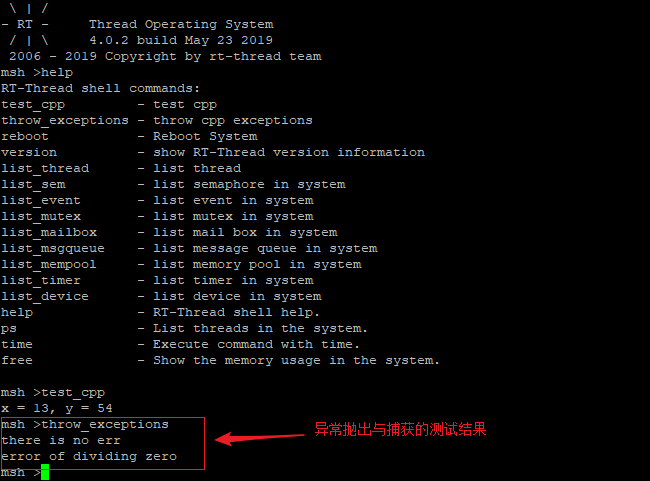 \ | /
- RT -     Thread Operating System
 / | \     4.0.2 build May 23 2019
 2006 - 2019 Copyright by rt-thread team
msh >help
RT-Thread shell commands:
test_cpp         - test cpp
throw_exceptions - throw cpp exceptions
reboot           - Reboot System
version          - show RT-Thread version information
list_thread      - list thread
list_sem         - list semaphore in system
list_event       - list event in system
list_mutex       - list mutex in system
list_mailbox     - list mail box in system
list_msgqueue    - list message queue in system
list_mempool     - list memory pool in system
list_timer       - list timer in system
list_device      - list device in system
help             - RT-Thread shell help.
ps               - List threads in the system.
time             - Execute command with time.
free             - Show the memory usage in the system.
msh >test_cpp
x = 13, y = 54
msh >throw_exceptions
there is no err
error of dividing zero
msh >
异常抛出与捕获的测试结果